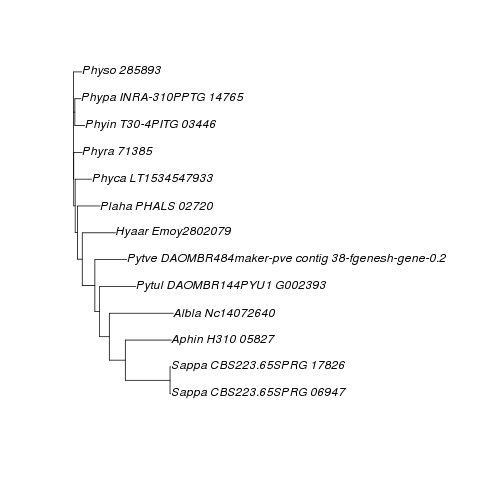 Physo 285893
Phypa INRA-310PPTG 14765
Phyin T30-4PITG 03446
Phyra 71385
Phyca LT1534547933
Plaha PHALS 02720
Hyaar Emoy2802079
Pytve DAOMBR484maker-pve contig 38-fgenesh-gene-0.2
Pytul DAOMBR144PYU1 G002393
Albla Nc14072640
Aphin H310 05827
Sappa CBS223.65SPRG 17826
Sappa CBS223.65SPRG 06947